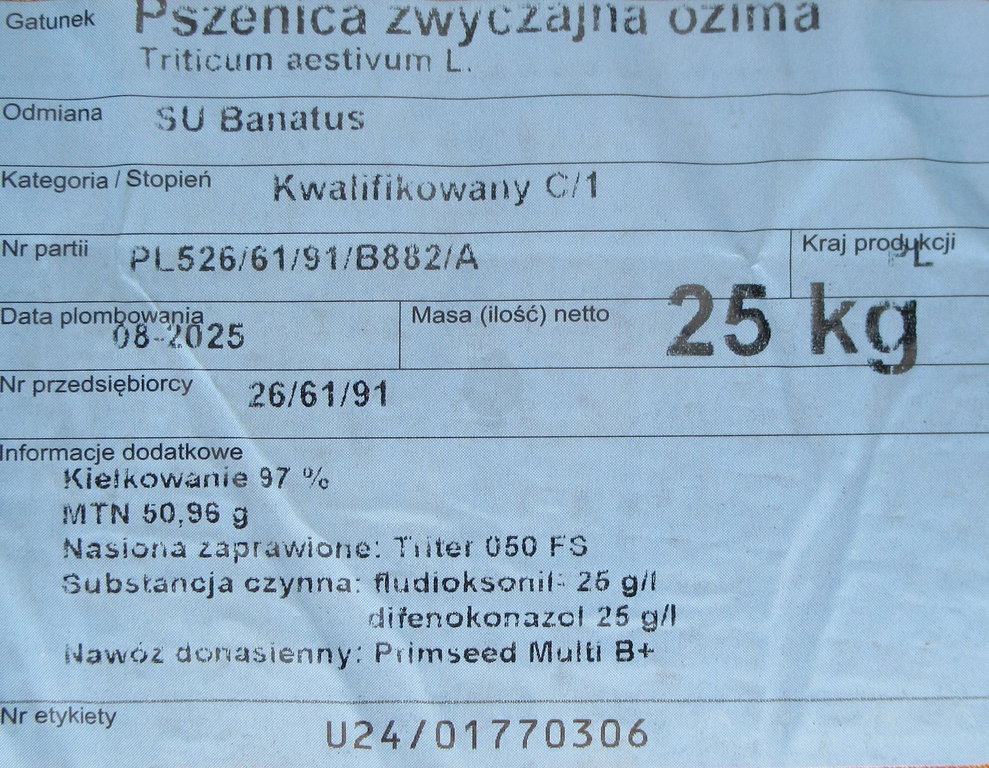 Gatunek Pszenica zwyczajna ozima
Triticum aestivum L.
Odmiana SU Banatus
Kategoria / Stopień Kwalifikowany C/1
Nr partii PL526/61/91/B882/A Kraj produkcji PL
Data plombowania 08-2025 Masa (ilość) netto 25 kg
Nr przedsiębiorcy 26/61/91
Informacje dodatkowe
Kiełkowanie 97 %
MTN 50,96 g
Nasiona zaprawione: Triter 050 FS
Substancja czynna: fludioksonil- 25 g/l
difenokonazol 25 g/l
Nawóz donasienny: Primseed Multi B+
Nr etykiety U24/01770306